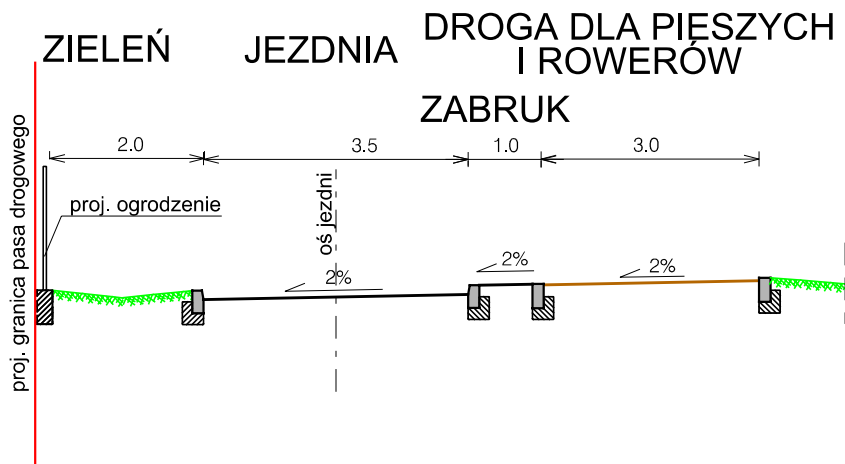 ZIELEŃ
JEZDNIA
DROGA DLA PIESZYCH
I ROWERÓW
ZABRUK
2.0
3.5
1.0
3.0
proj. granica pasa drogowego
proj. ogrodzenie
oś jezdni
2%
2%
2%